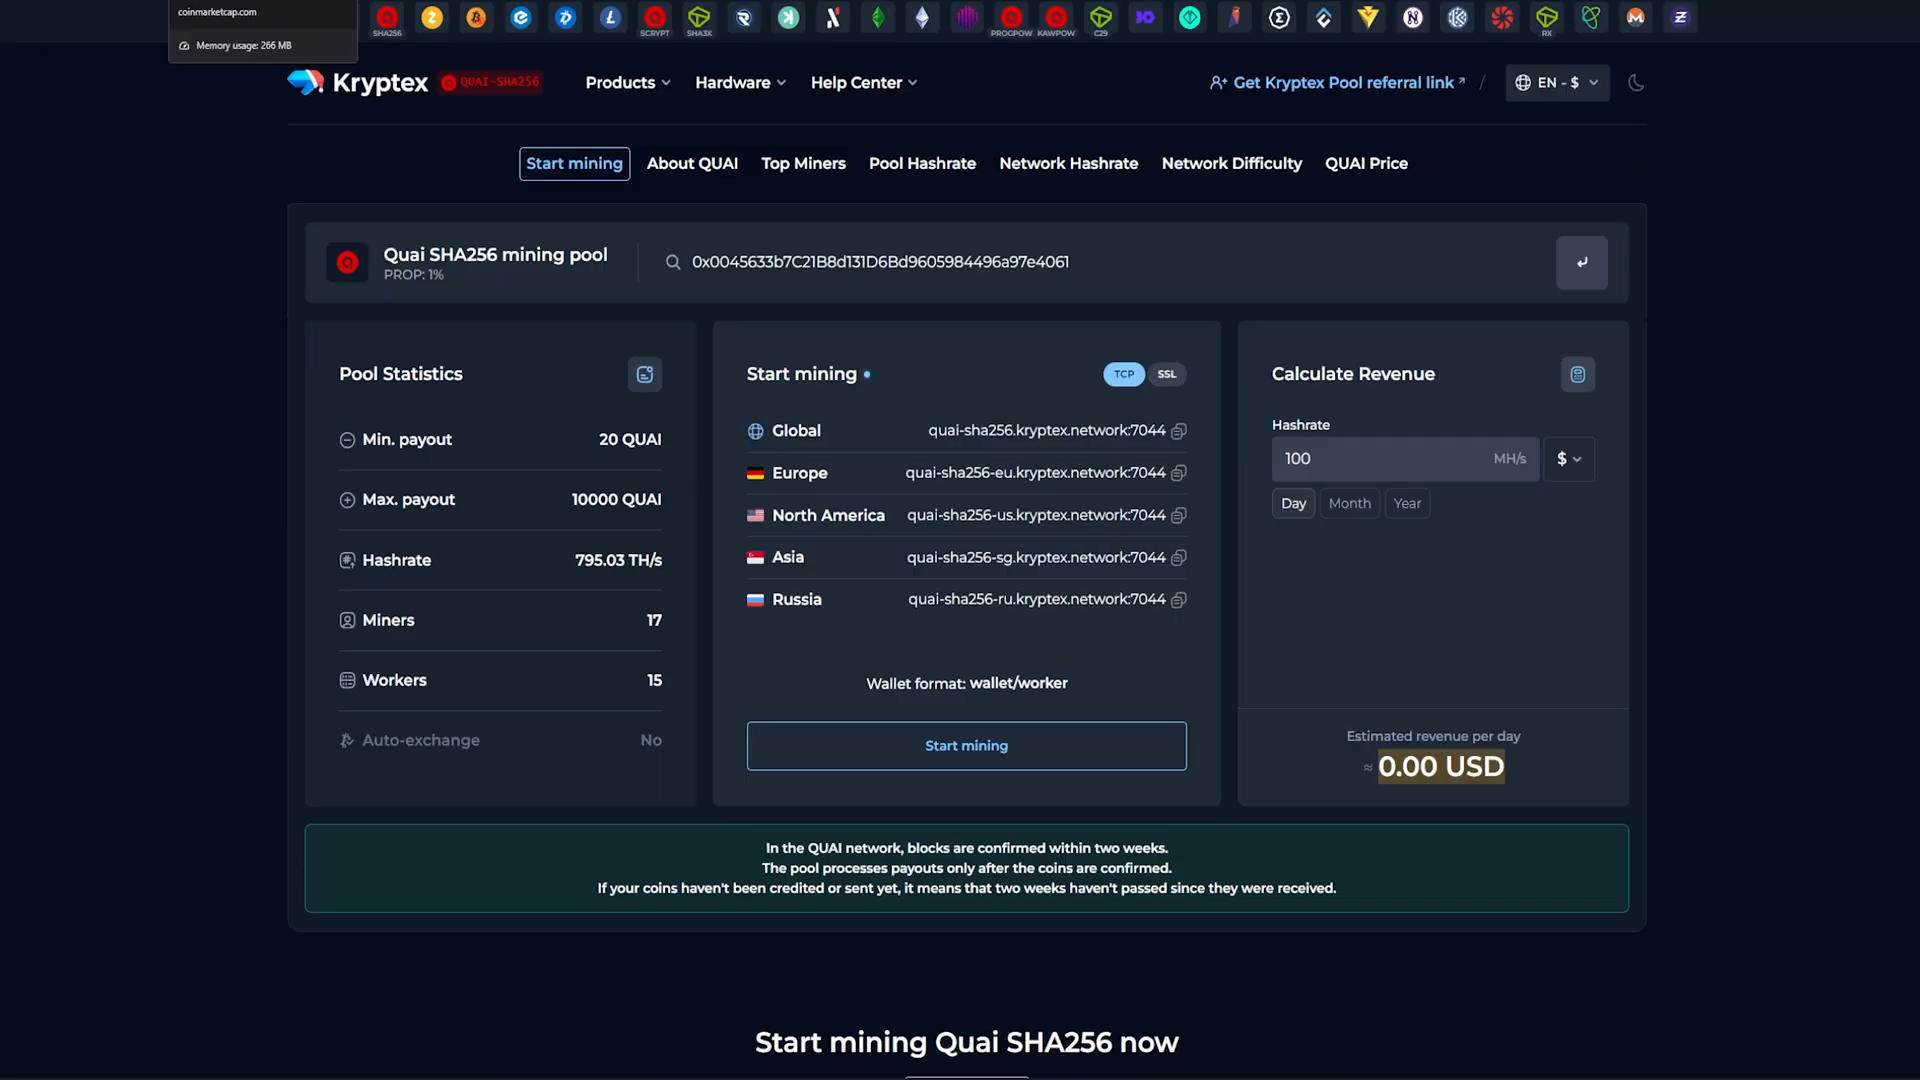 coinmarketcap.com
Memory usage: 266 MB
SHA256
SCRYPT
SHA3X
PROGPOW
KAWPOW
C29
RX
Kryptex
QUAI-SHA256
Products
Hardware
Help Center
Get Kryptex Pool referral link
/
EN - $
Start mining
About QUAI
Top Miners
Pool Hashrate
Network Hashrate
Network Difficulty
QUAI Price
Quai SHA256 mining pool
PROP: 1%
0x0045633b7C21B8d131D6Bd9605984496a97e4061
Pool Statistics
Min. payout 20 QUAI
Max. payout 10000 QUAI
Hashrate 795.03 TH/s
Miners 17
Workers 15
Auto-exchange No
Start mining
TCP SSL
Global quai-sha256.kryptex.network:7044
Europe quai-sha256-eu.kryptex.network:7044
North America quai-sha256-us.kryptex.network:7044
Asia quai-sha256-sg.kryptex.network:7044
Russia quai-sha256-ru.kryptex.network:7044
Wallet format: wallet/worker
Start mining
Calculate Revenue
Hashrate
100 MH/s $
Day Month Year
Estimated revenue per day
≈ 0.00 USD
In the QUAI network, blocks are confirmed within two weeks.
The pool processes payouts only after the coins are confirmed.
If your coins haven't been credited or sent yet, it means that two weeks haven't passed since they were received.
Start mining Quai SHA256 now